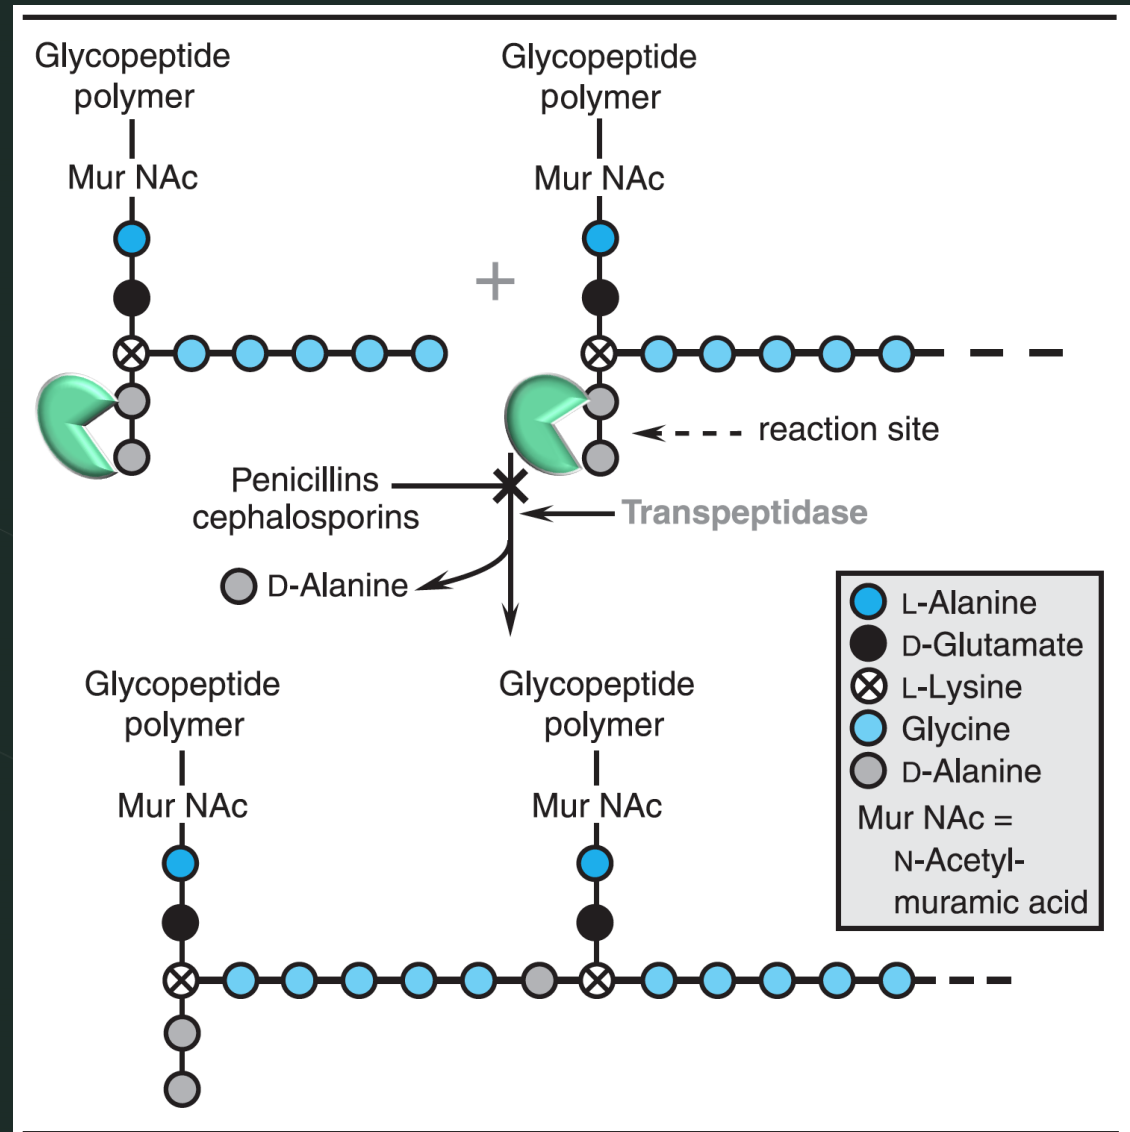 Glycopeptide
polymer
Mur NAc
Glycopeptide
polymer
Mur NAc
+
reaction site
Penicillins
cephalosporins
Transpeptidase
D-Alanine
Glycopeptide
polymer
Mur NAc
Glycopeptide
polymer
Mur NAc
L-Alanine
D-Glutamate
L-Lysine
Glycine
D-Alanine
Mur NAc =
N-Acetyl-
muramic acid